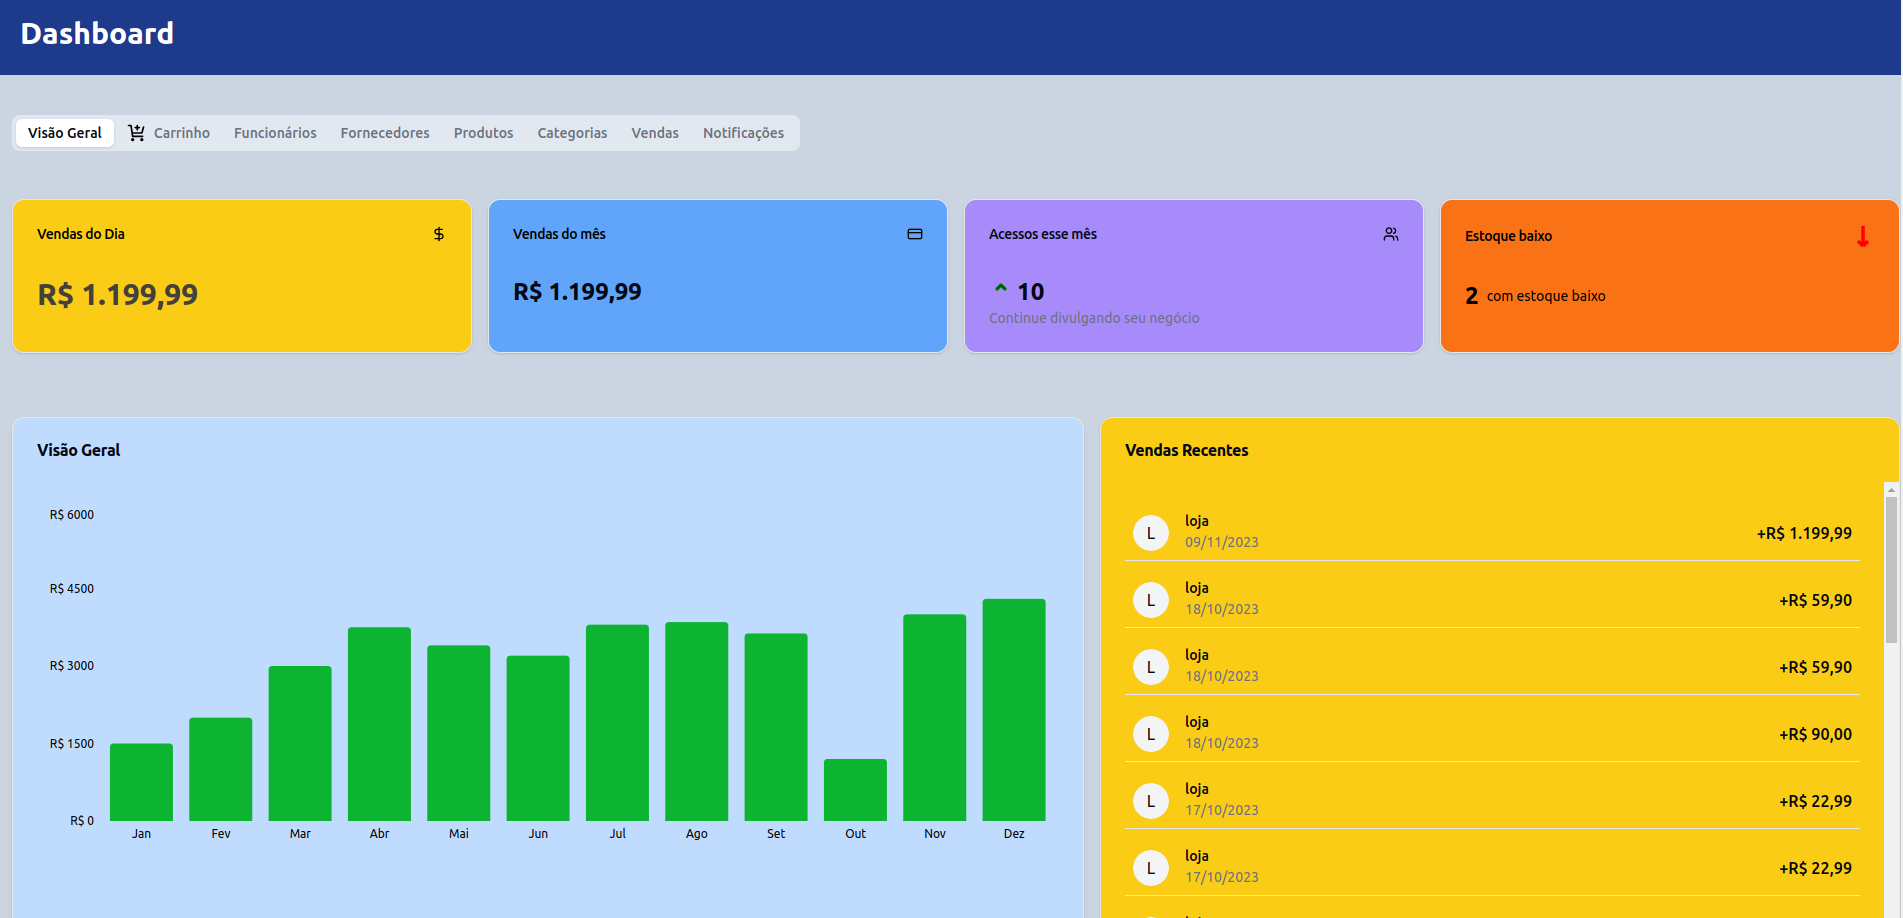 Dashboard
Visão Geral Carrinho Funcionários Fornecedores Produtos Categorias Vendas Notificações
Vendas do Dia
R$ 1.199,99
Vendas do mês
R$ 1.199,99
Acessos esse mês
10
Continue divulgando seu negócio
Estoque baixo
2 com estoque baixo
Visão Geral
R$ 6000
R$ 4500
R$ 3000
R$ 1500
R$ 0
Jan Fev Mar Abr Mai Jun Jul Ago Set Out Nov Dez
Vendas Recentes
L
loja
09/11/2023
+R$ 1.199,99
L
loja
18/10/2023
+R$ 59,90
L
loja
18/10/2023
+R$ 59,90
L
loja
18/10/2023
+R$ 90,00
L
loja
17/10/2023
+R$ 22,99
L
loja
17/10/2023
+R$ 22,99